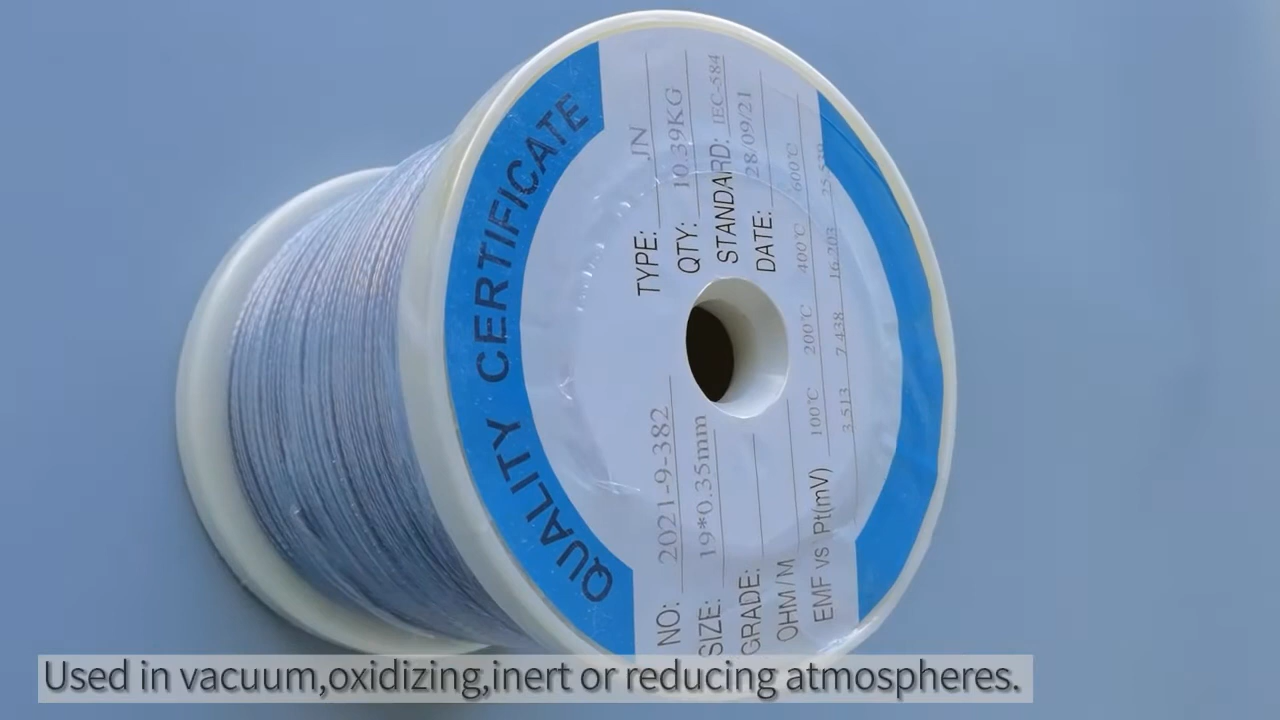 QUALITY CERTIFICATE
NO: 2021-9-382 TYPE: JN
SIZE: 19*0.35mm QTY: 10.39KG
GRADE: STANDARD: IEC-584
OHM/M DATE: 28/09/21
EMF VS Pt(mV) 100℃ 200℃ 400℃ 600℃
3.513 7.438 16.203
Used in vacuum,oxidizing,inert or reducing atmospheres.